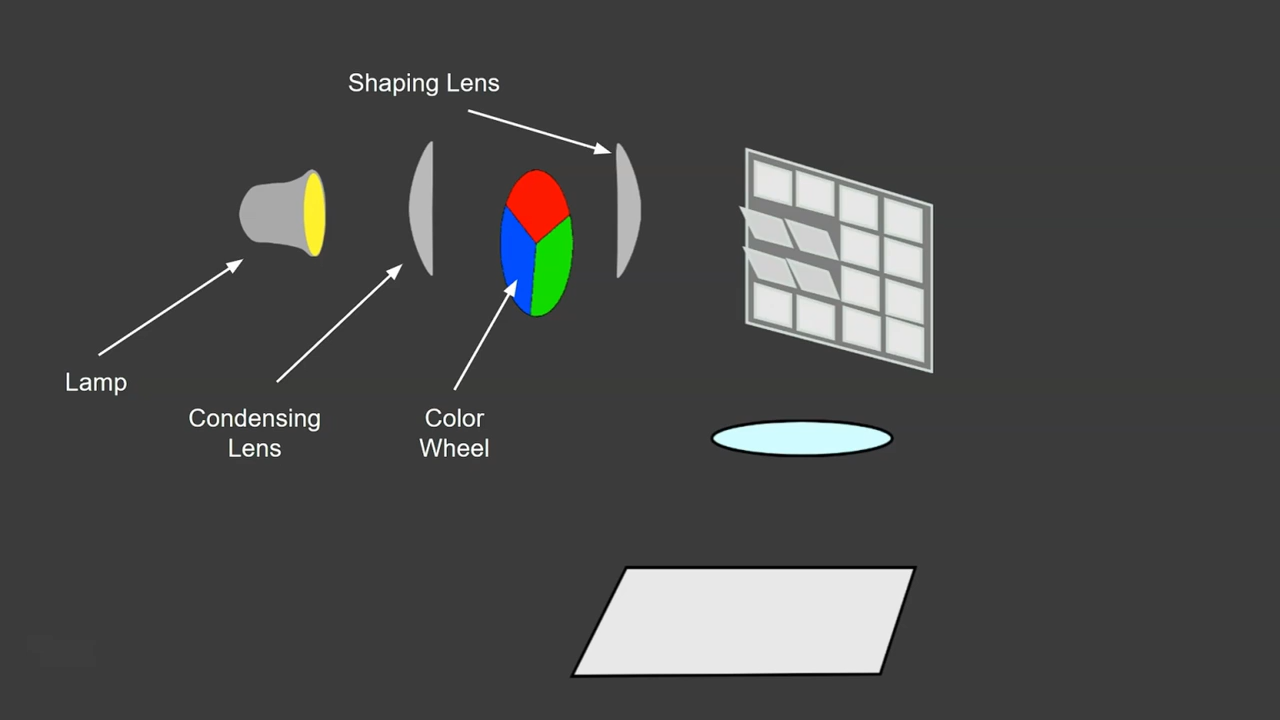 Shaping Lens
Lamp
Condensing
Lens
Color
Wheel